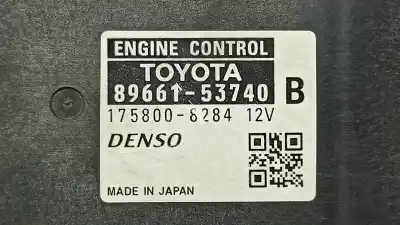 ENGINE CONTROL
TOYOTA
89661-53740 B
175800-8284 12V
DENSO
MADE IN JAPAN